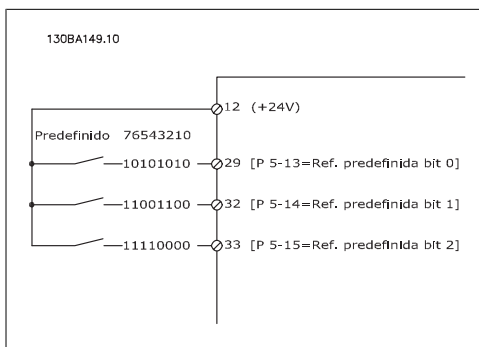 130BA149.10
12 (+24V)
Predefinido 76543210
10101010 29 [P 5-13=Ref. predefinida bit 0]
11001100 32 [P 5-14=Ref. predefinida bit 1]
11110000 33 [P 5-15=Ref. predefinida bit 2]